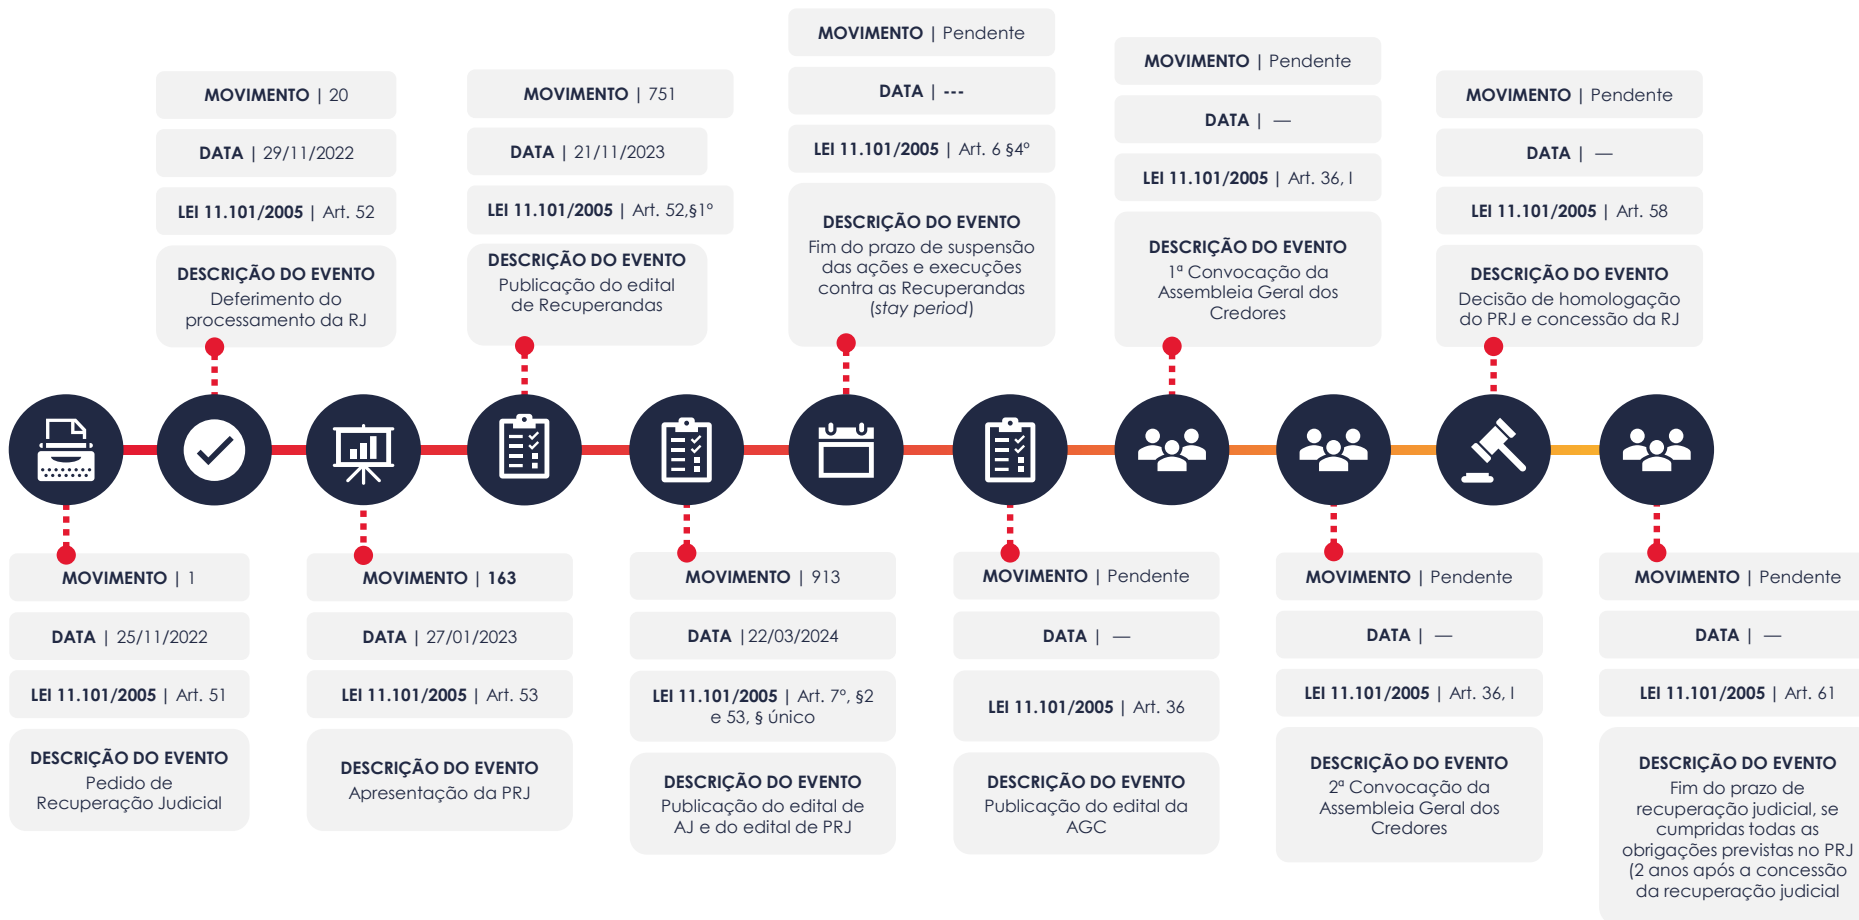 MOVIMENTO | 1
DATA | 25/11/2022
LEI 11.101/2005 | Art. 51
DESCRIÇÃO DO EVENTO
Pedido de
Recuperação Judicial
MOVIMENTO | 20
DATA | 29/11/2022
LEI 11.101/2005 | Art. 52
DESCRIÇÃO DO EVENTO
Deferimento do
processamento da RJ
MOVIMENTO | 163
DATA | 27/01/2023
LEI 11.101/2005 | Art. 53
DESCRIÇÃO DO EVENTO
Apresentação da PRJ
MOVIMENTO | 751
DATA | 21/11/2023
LEI 11.101/2005 | Art. 52,§1º
DESCRIÇÃO DO EVENTO
Publicação do edital
de Recuperandas
MOVIMENTO | 913
DATA |22/03/2024
LEI 11.101/2005 | Art. 7º, §2
e 53, § único
DESCRIÇÃO DO EVENTO
Publicação do edital de
AJ e do edital de PRJ
MOVIMENTO | Pendente
DATA | ---
LEI 11.101/2005 | Art. 6 §4º
DESCRIÇÃO DO EVENTO
Fim do prazo de suspensão
das ações e execuções
contra as Recuperandas
(stay period)
MOVIMENTO | Pendente
DATA | —
LEI 11.101/2005 | Art. 36
DESCRIÇÃO DO EVENTO
Publicação do edital da
AGC
MOVIMENTO | Pendente
DATA | —
LEI 11.101/2005 | Art. 36, I
DESCRIÇÃO DO EVENTO
1ª Convocação da
Assembleia Geral dos
Credores
MOVIMENTO | Pendente
DATA | —
LEI 11.101/2005 | Art. 36, I
DESCRIÇÃO DO EVENTO
2ª Convocação da
Assembleia Geral dos
Credores
MOVIMENTO | Pendente
DATA | —
LEI 11.101/2005 | Art. 58
DESCRIÇÃO DO EVENTO
Decisão de homologação
do PRJ e concessão da RJ
MOVIMENTO | Pendente
DATA | —
LEI 11.101/2005 | Art. 61
DESCRIÇÃO DO EVENTO
Fim do prazo de
recuperação judicial, se
cumpridas todas as
obrigações previstas no PRJ
(2 anos após a concessão
da recuperação judicial